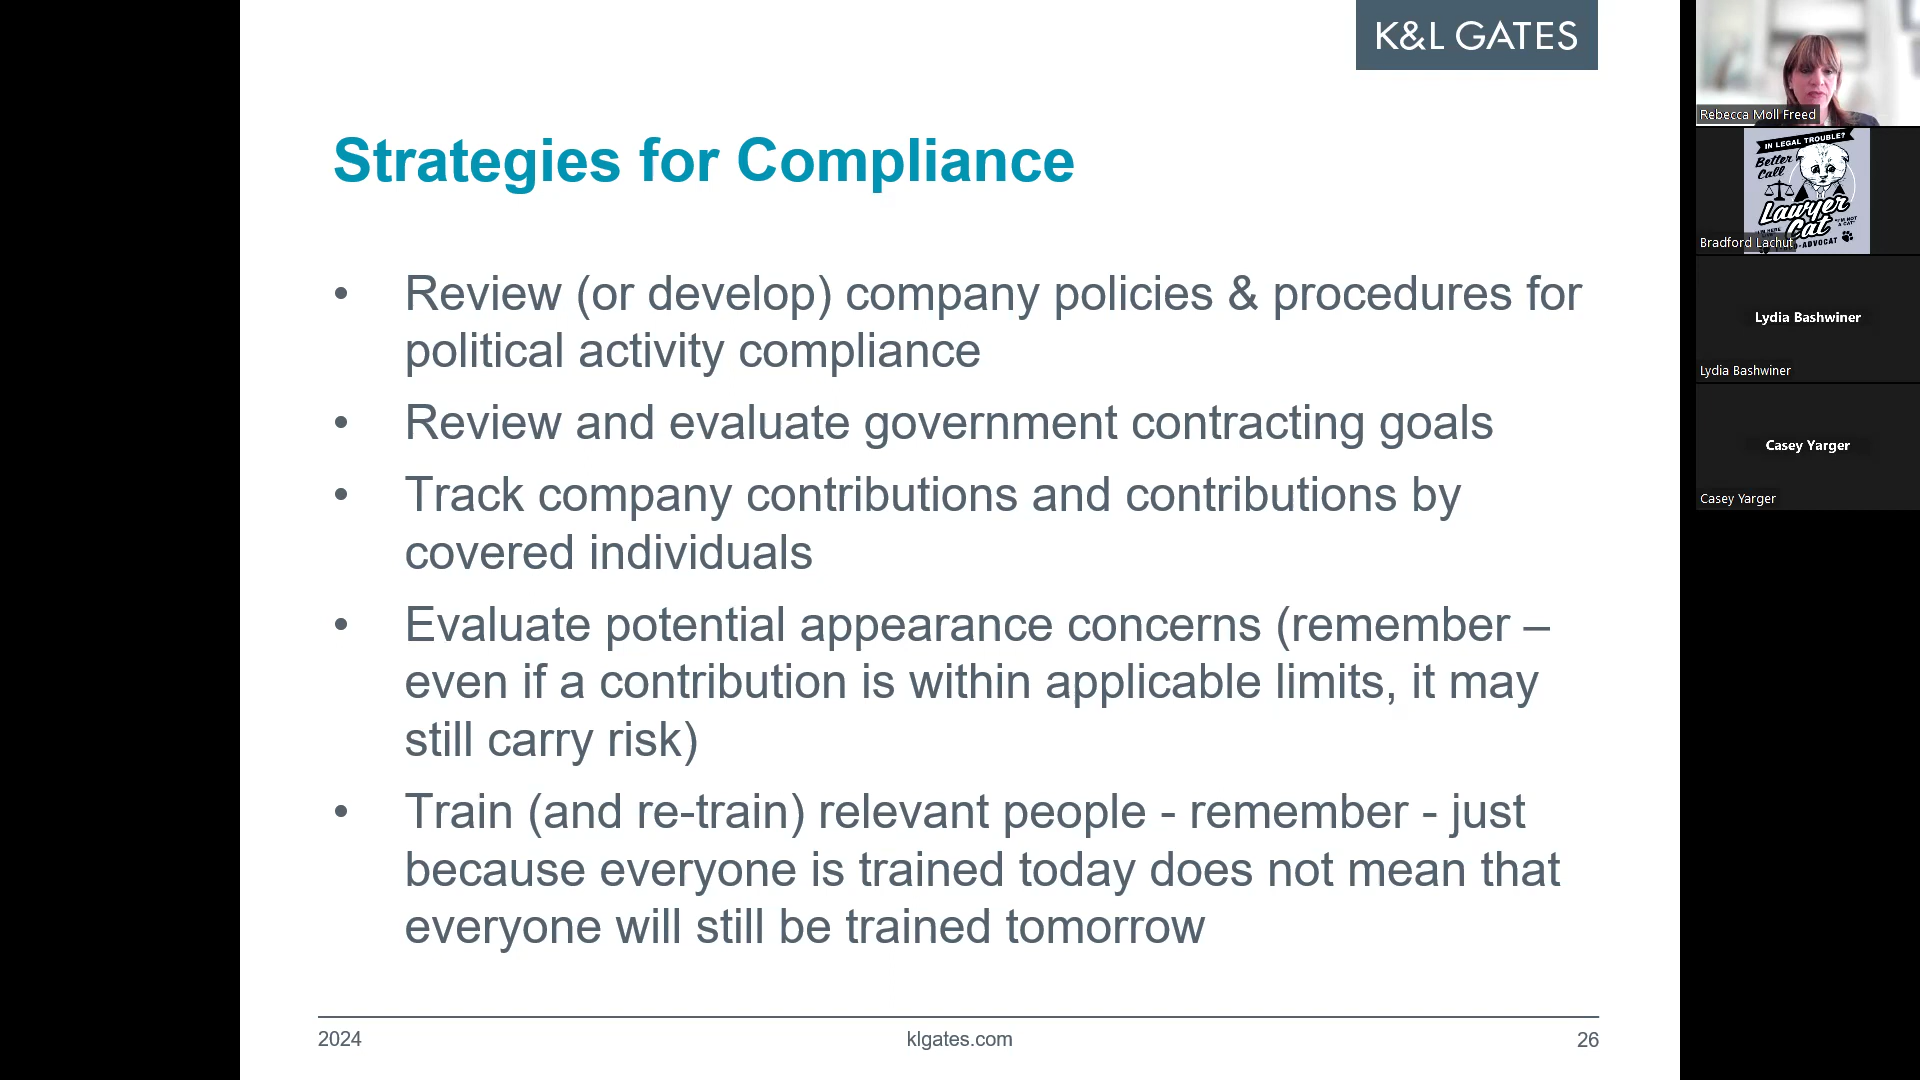 K&L GATES
Strategies for Compliance
• Review (or develop) company policies & procedures for
political activity compliance
• Review and evaluate government contracting goals
• Track company contributions and contributions by
covered individuals
• Evaluate potential appearance concerns (remember –
even if a contribution is within applicable limits, it may
still carry risk)
• Train (and re-train) relevant people - remember - just
because everyone is trained today does not mean that
everyone will still be trained tomorrow
2024
klgates.com
26
Rebecca Moll Freed
IN LEGAL TROUBLE?
Better
Call
Lawyer
Cat
Bradford Lachut
Lydia Bashwiner
Lydia Bashwiner
Casey Yarger
Casey Yarger